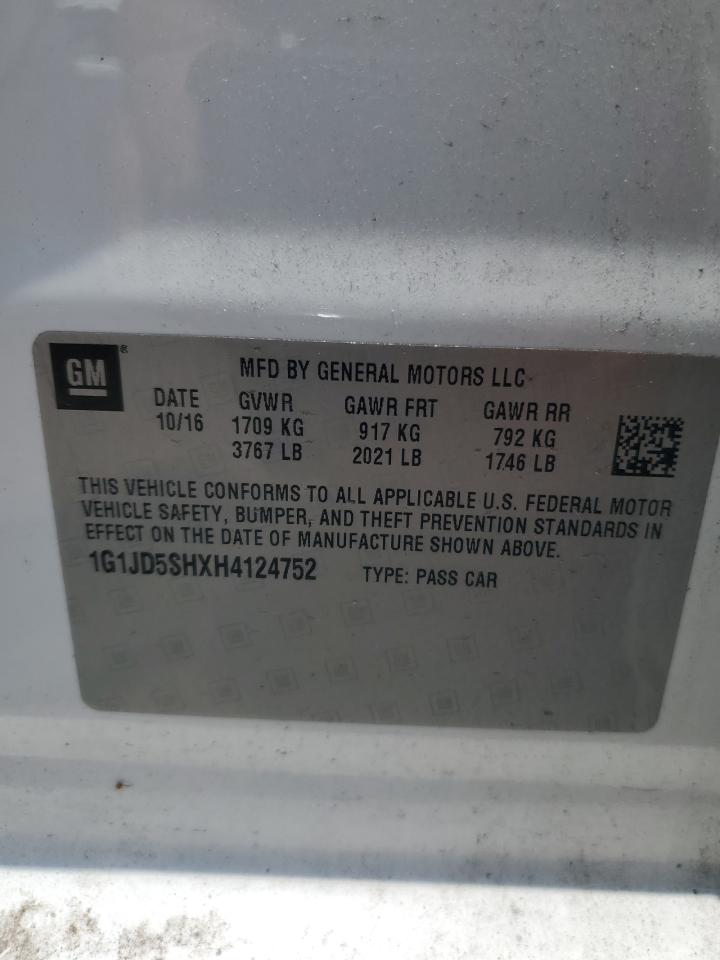 GM® MFD BY GENERAL MOTORS LLC
DATE GVWR GAWR FRT GAWR RR
10/16 1709 KG 917 KG 792 KG
3767 LB 2021 LB 1746 LB
THIS VEHICLE CONFORMS TO ALL APPLICABLE U.S. FEDERAL MOTOR
VEHICLE SAFETY, BUMPER, AND THEFT PREVENTION STANDARDS IN
EFFECT ON THE DATE OF MANUFACTURE SHOWN ABOVE.
1G1JD5SHXH4124752 TYPE: PASS CAR